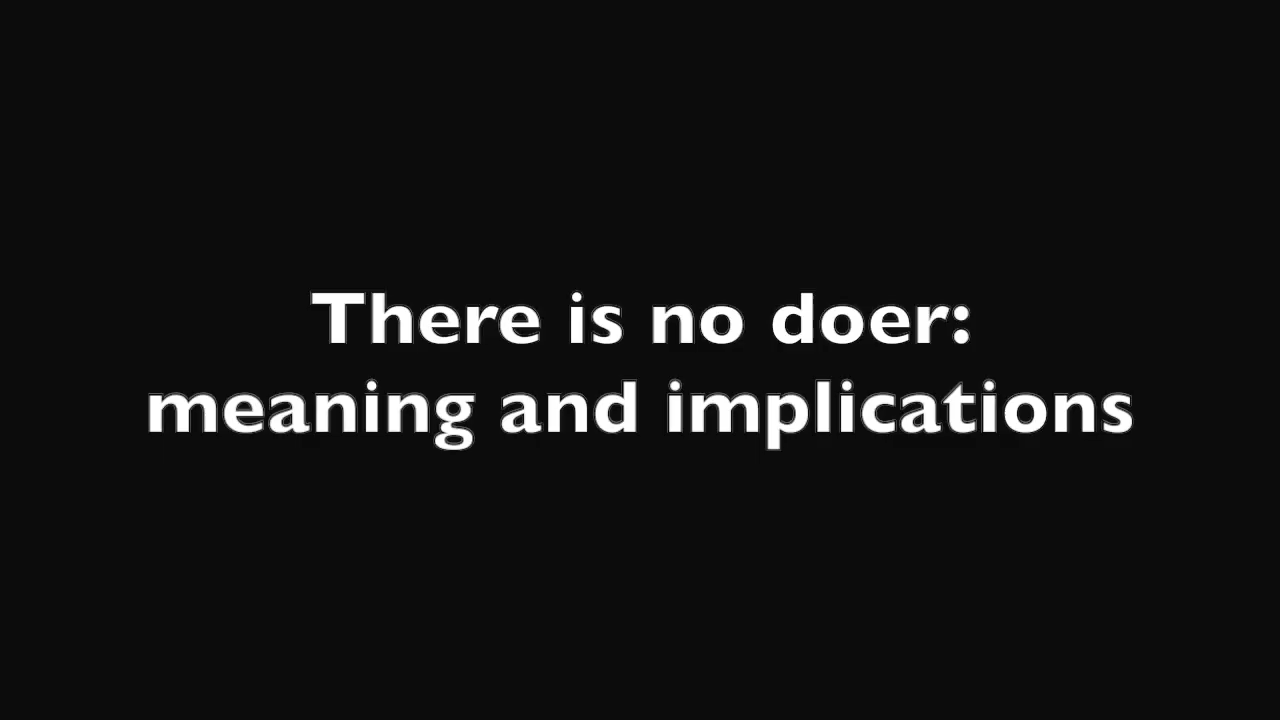 There is no doer:
meaning and implications